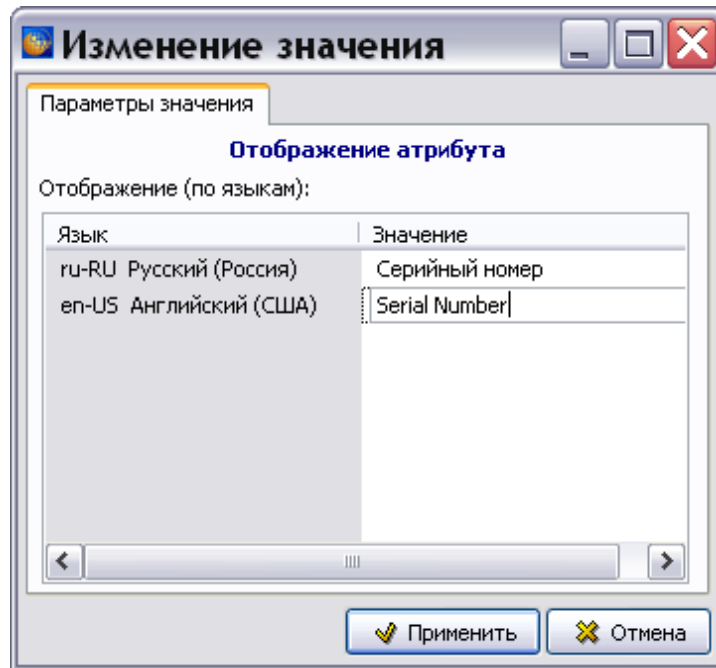 Изменение значения
Параметры значения
Отображение атрибута
Отображение (по языкам):
Язык Значение
ru-RU Русский (Россия) Серийный номер
en-US Английский (США) Serial Number
Применить Отмена